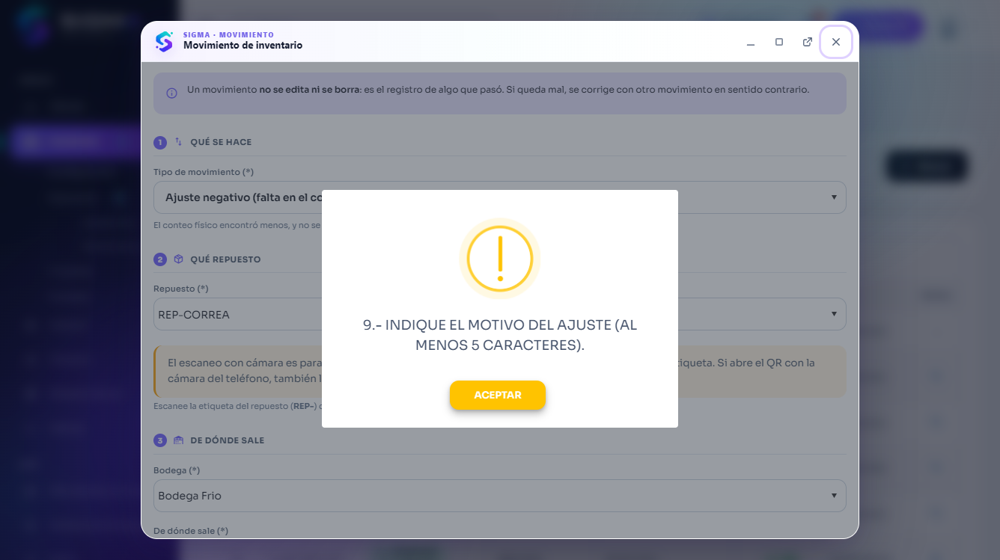 SIGMA · MOVIMIENTO
Movimiento de inventario
Un movimiento no se edita ni se borra: es el registro de algo que pasó. Si queda mal, se corrige con otro movimiento en sentido contrario.
1 QUÉ SE HACE
Tipo de movimiento (*)
Ajuste negativo (falta en el co
El conteo físico encontró menos, y no se
2 QUÉ REPUESTO
Repuesto (*)
REP-CORREA
El escaneo con cámara es para
tiqueta. Si abre el QR con la
cámara del teléfono, también l
Escanee la etiqueta del repuesto (REP-)
3 DE DÓNDE SALE
Bodega (*)
Bodega Frio
De dónde sale (*)
9.- INDIQUE EL MOTIVO DEL AJUSTE (AL
MENOS 5 CARACTERES).
ACEPTAR